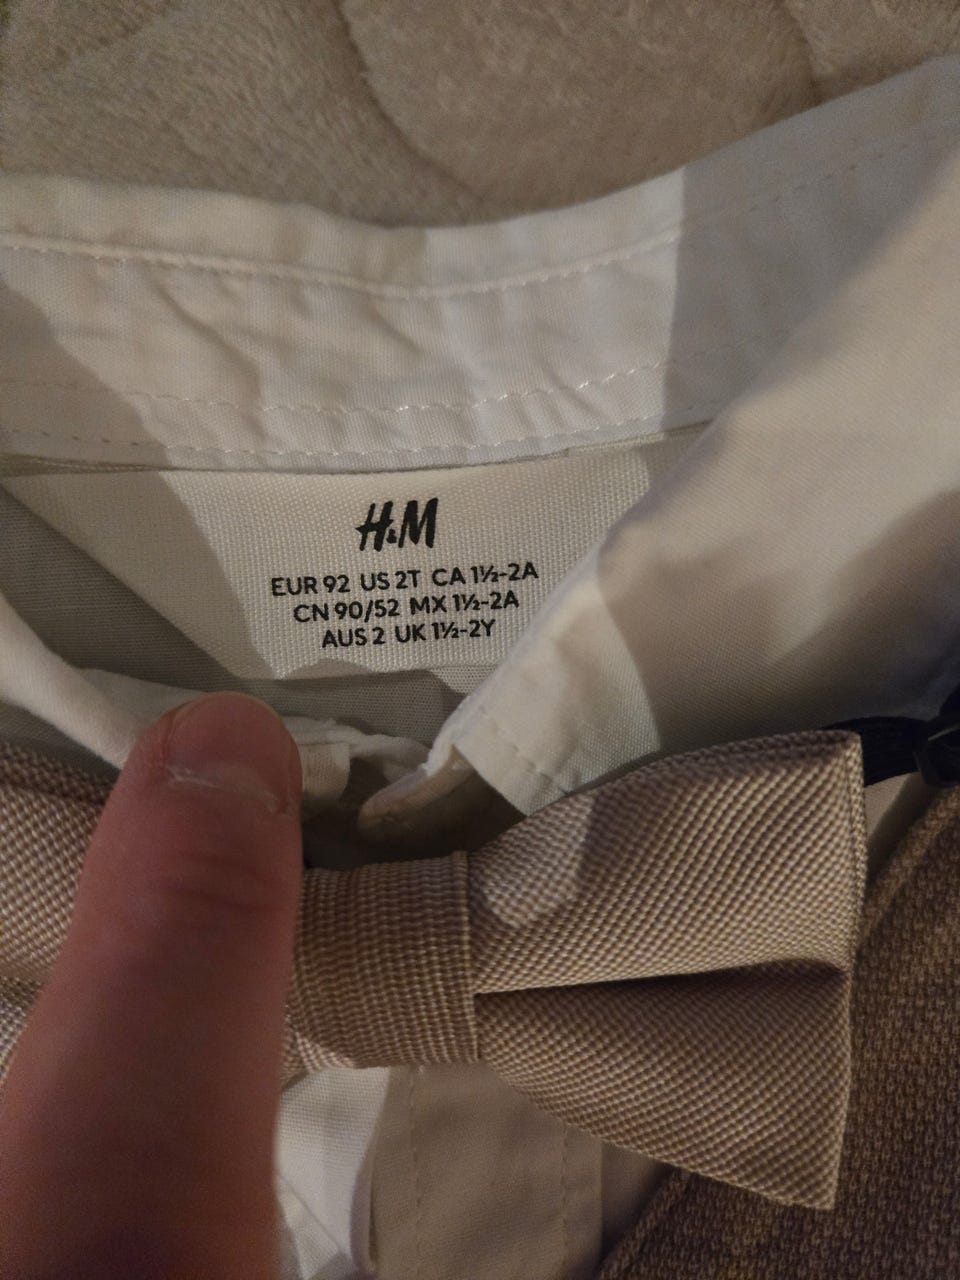 H&M
EUR 92 US 2T CA 1½-2A
CN 90/52 MX 1½-2A
AUS 2 UK 1½-2Y